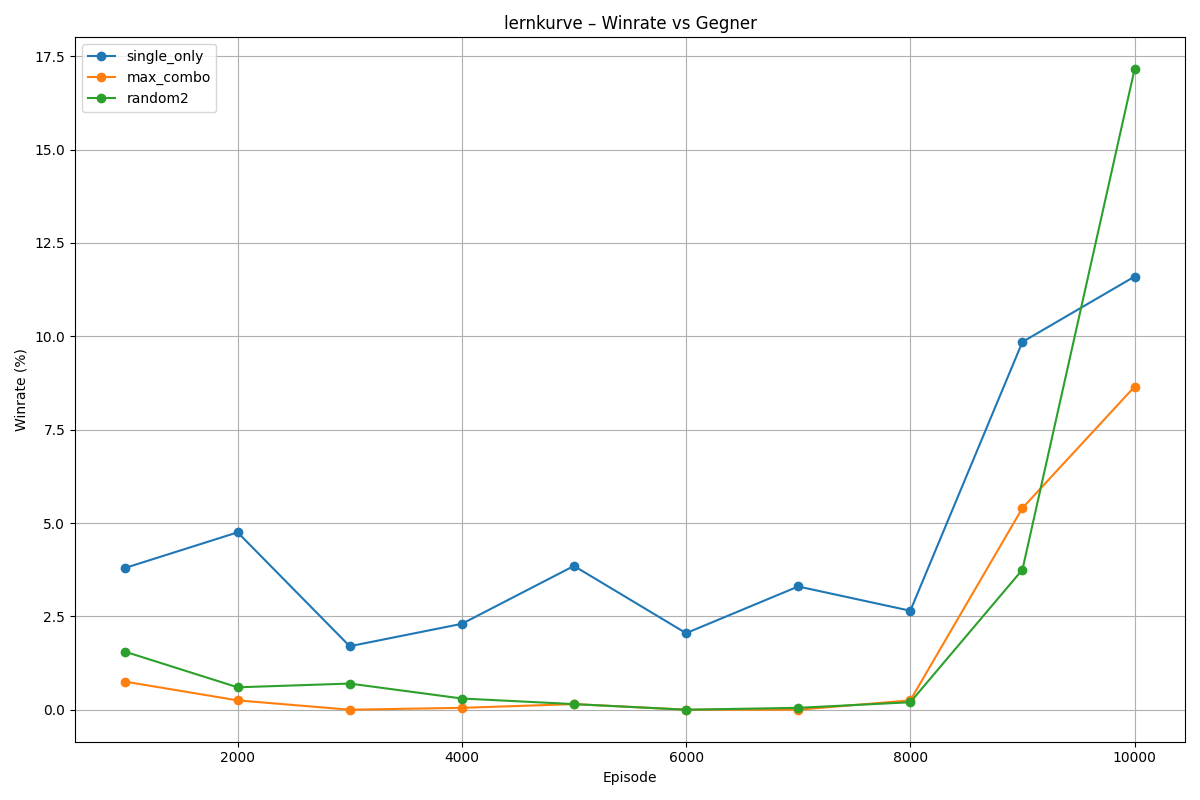 lernkurve – Winrate vs Gegner
single_only
max_combo
random2
Winrate (%)
17.5
15.0
12.5
10.0
7.5
5.0
2.5
0.0
2000 4000 6000 8000 10000
Episode